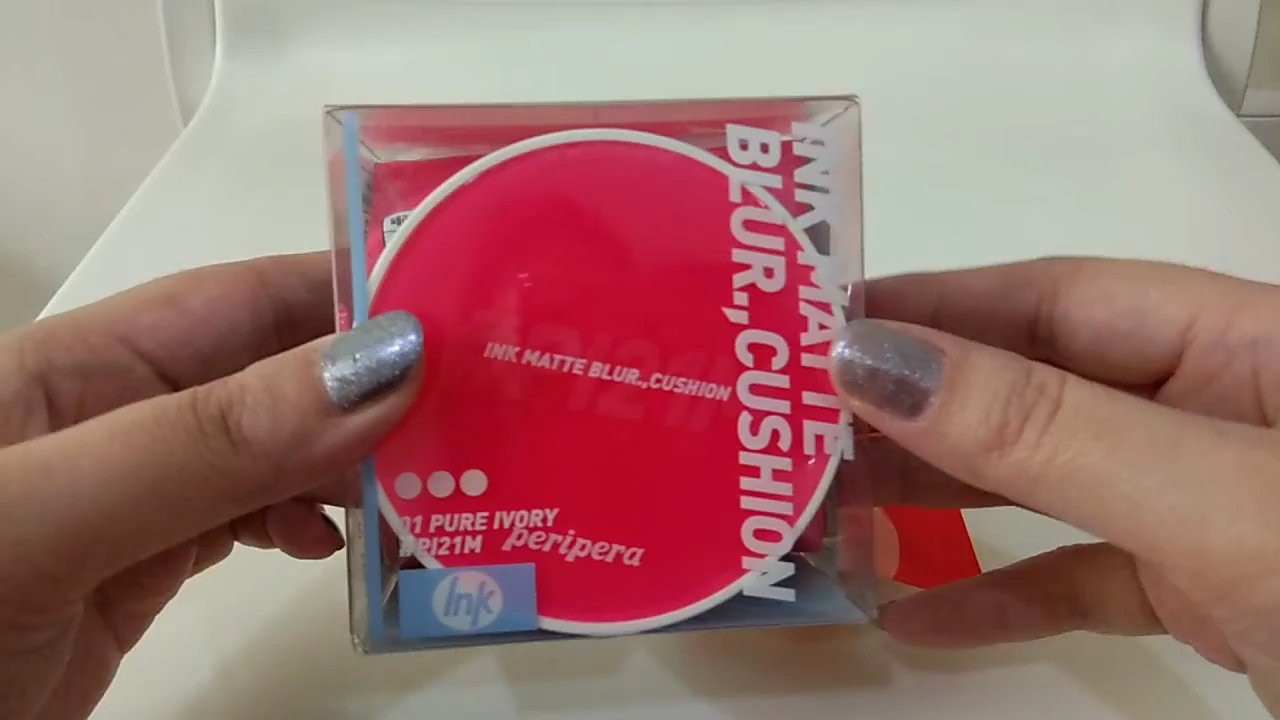 INK MATTE
BLUR.,CUSHION
INK MATTE BLUR.,CUSHION
01 PURE IVORY
#PI21M
peripera
Ink